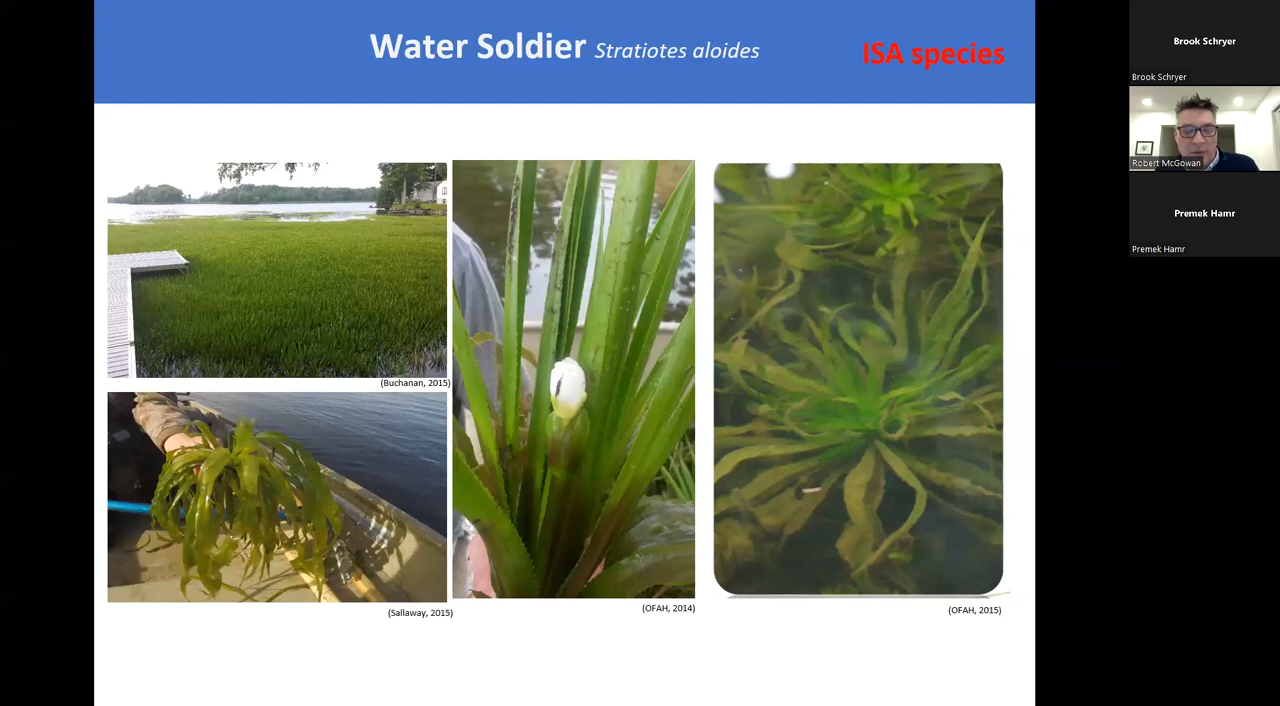 Water Soldier Stratiotes aloides
ISA species
(Buchanan, 2015)
(Sallaway, 2015)
(OFAH, 2014)
(OFAH, 2015)
Brook Schryer
Brook Schryer
Robert McGowan
Premek Hamr
Premek Hamr